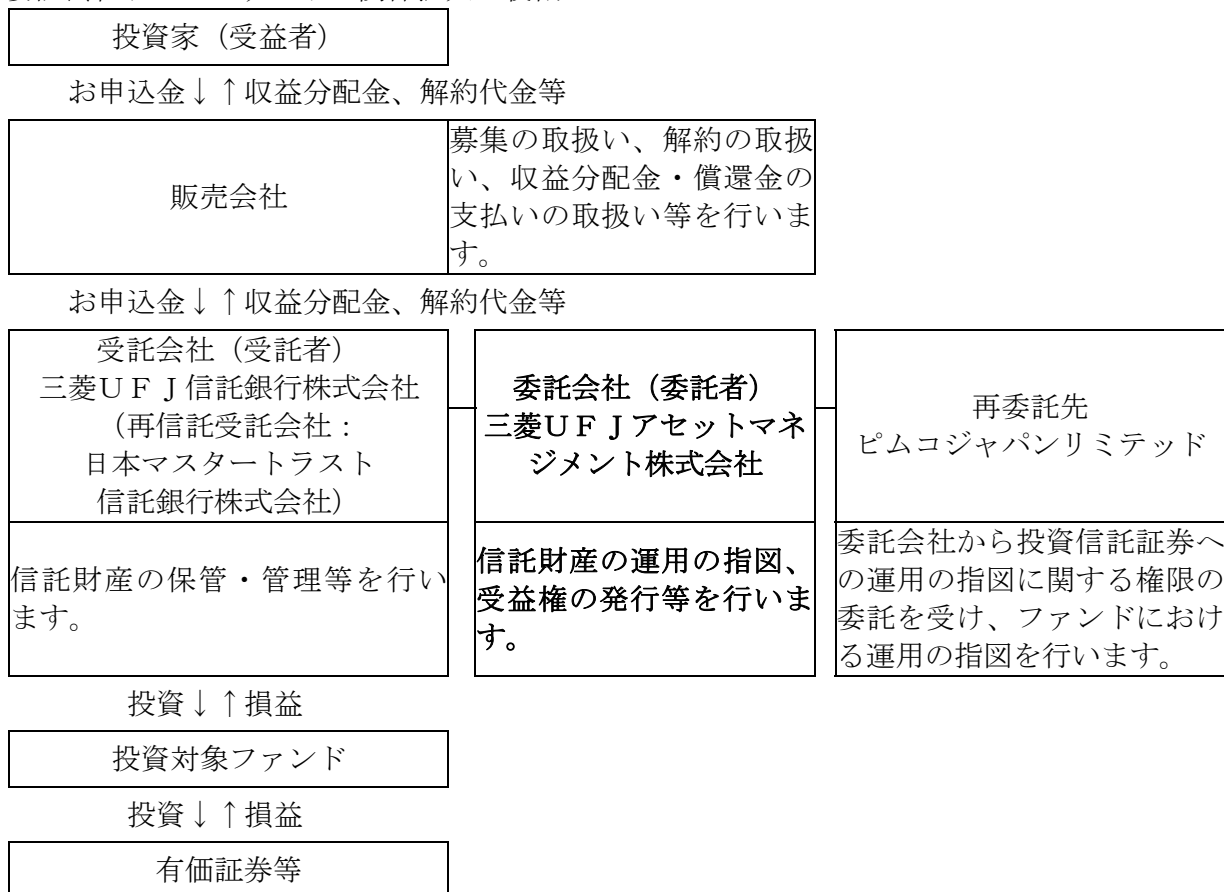 投資家（受益者）
お申込金↓↑収益分配金、解約代金等
販売会社
募集の取扱い、解約の取扱
い、収益分配金・償還金の
支払いの取扱い等を行いま
す。
お申込金↓↑収益分配金、解約代金等
受託会社（受託者）
三菱ＵＦＪ信託銀行株式会社
（再信託受託会社：
日本マスタートラスト
信託銀行株式会社）
委託会社（委託者）
三菱ＵＦＪアセットマネ
ジメント株式会社
再委託先
ピムコジャパンリミテッド
信託財産の保管・管理等を行い
ます。
信託財産の運用の指図、
受益権の発行等を行いま
す。
委託会社から投資信託証券へ
の運用の指図に関する権限の
委託を受け、ファンドにおけ
る運用の指図を行います。
投資↓↑損益
投資対象ファンド
投資↓↑損益
有価証券等